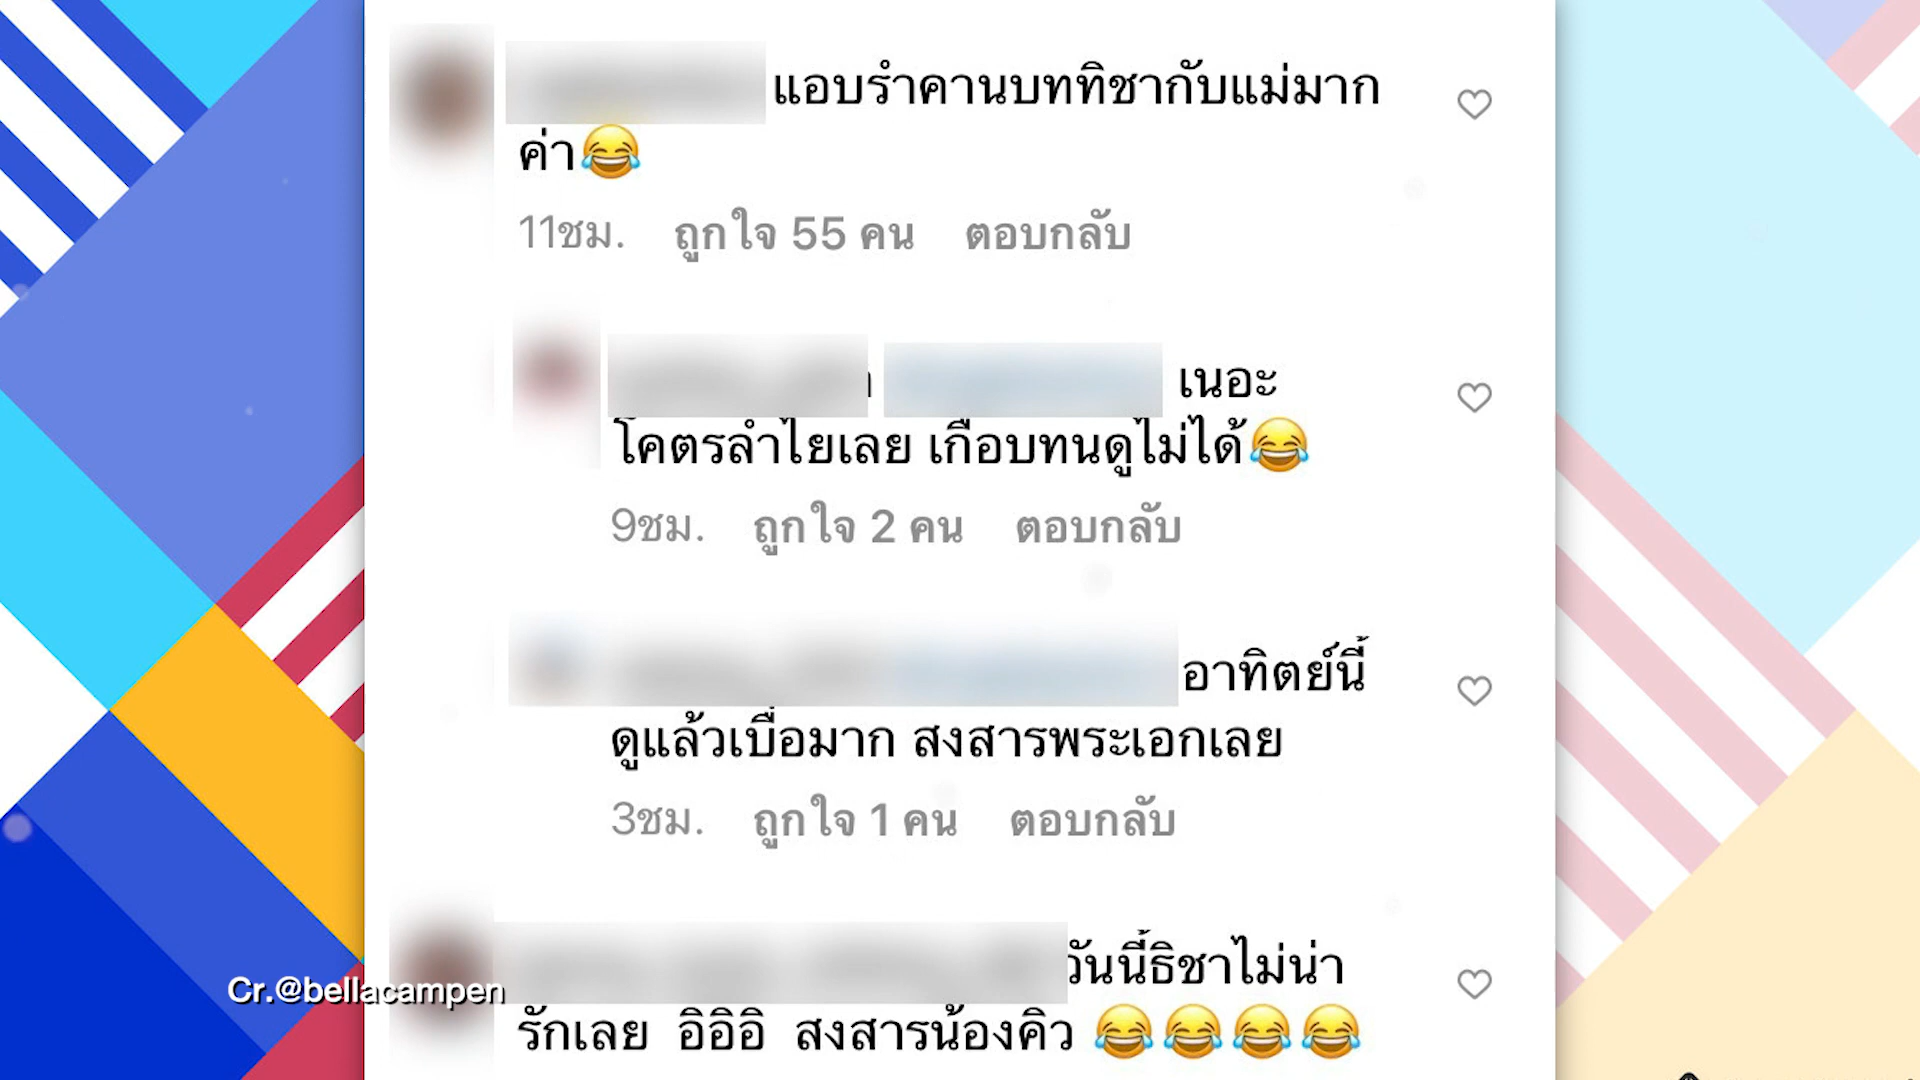 แอบรำคานบททิชากับแม่มาก
ค่า😂
11ชม. ถูกใจ 55 คน ตอบกลับ
เนอะ
โคตรลำไยเลย เกือบทนดูไม่ได้😂
9ชม. ถูกใจ 2 คน ตอบกลับ
อาทิตย์นี้
ดูแล้วเบื่อมาก สงสารพระเอกเลย
3ชม. ถูกใจ 1 คน ตอบกลับ
วันนี้ธิชาไม่น่า
รักเลย อิอิอิ สงสารน้องคิว 😂😂😂😂
Cr.@bellacampen